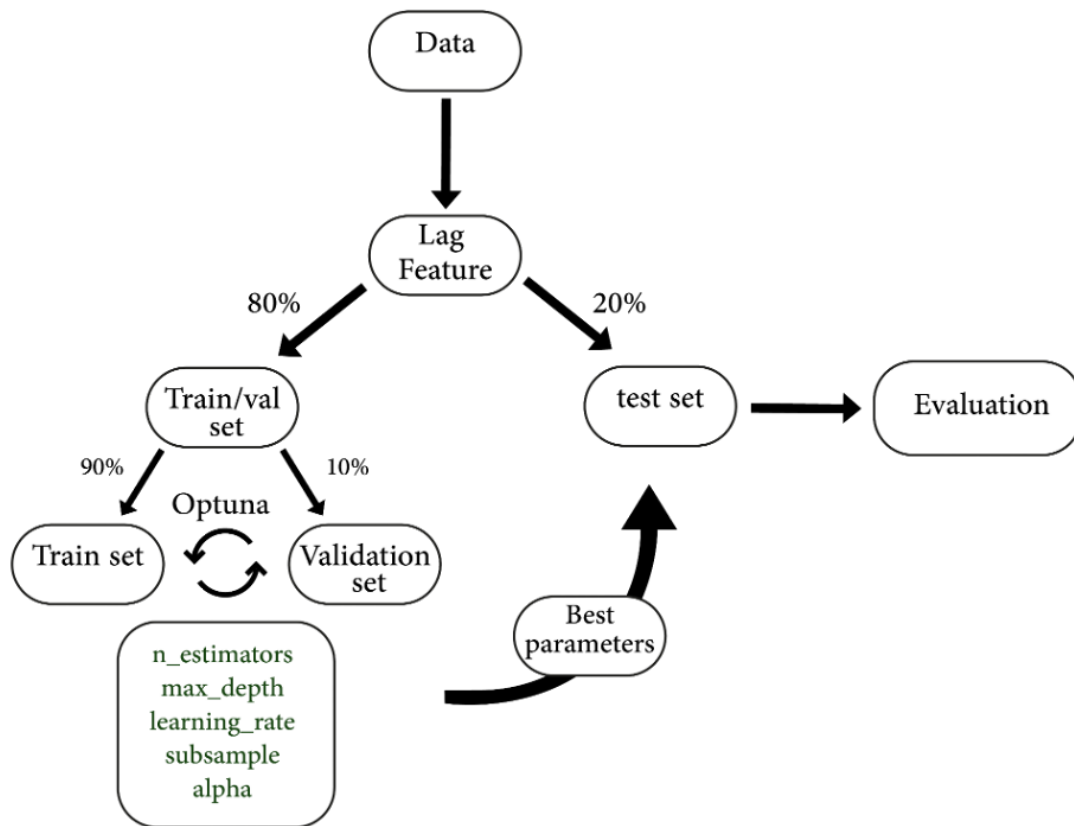 Data
Lag
Feature
80%
20%
Train/val
set
test set
Evaluation
90%
10%
Optuna
Train set
Validation
set
Best
parameters
n_estimators
max_depth
learning_rate
subsample
alpha